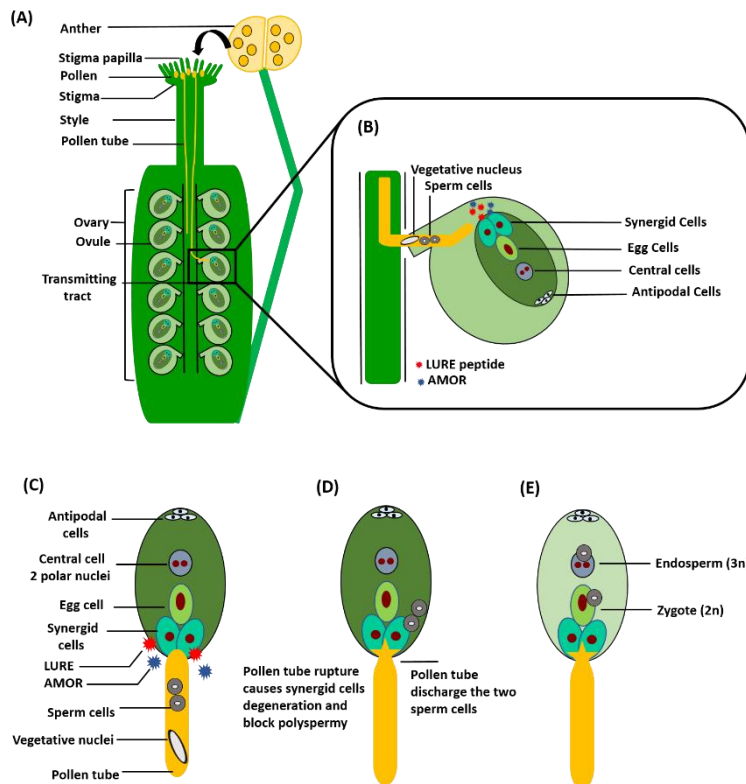 (A)
Anther
Stigma papilla
Pollen
Stigma
Style
Pollen tube
Ovary
Ovule
Transmitting
tract
(B)
Vegetative nucleus
Sperm cells
Synergid Cells
Egg Cells
Central cells
Antipodal Cells
LURE peptide
AMOR
(C)
Antipodal
cells
Central cell
2 polar nuclei
Egg cell
Synergid
cells
LURE
AMOR
Sperm cells
Vegetative nuclei
Pollen tube
(D)
Pollen tube rupture
causes synergid cells
degeneration and
block polyspermy
Pollen tube
discharge the two
sperm cells
(E)
Endosperm (3n
Zygote (2n)